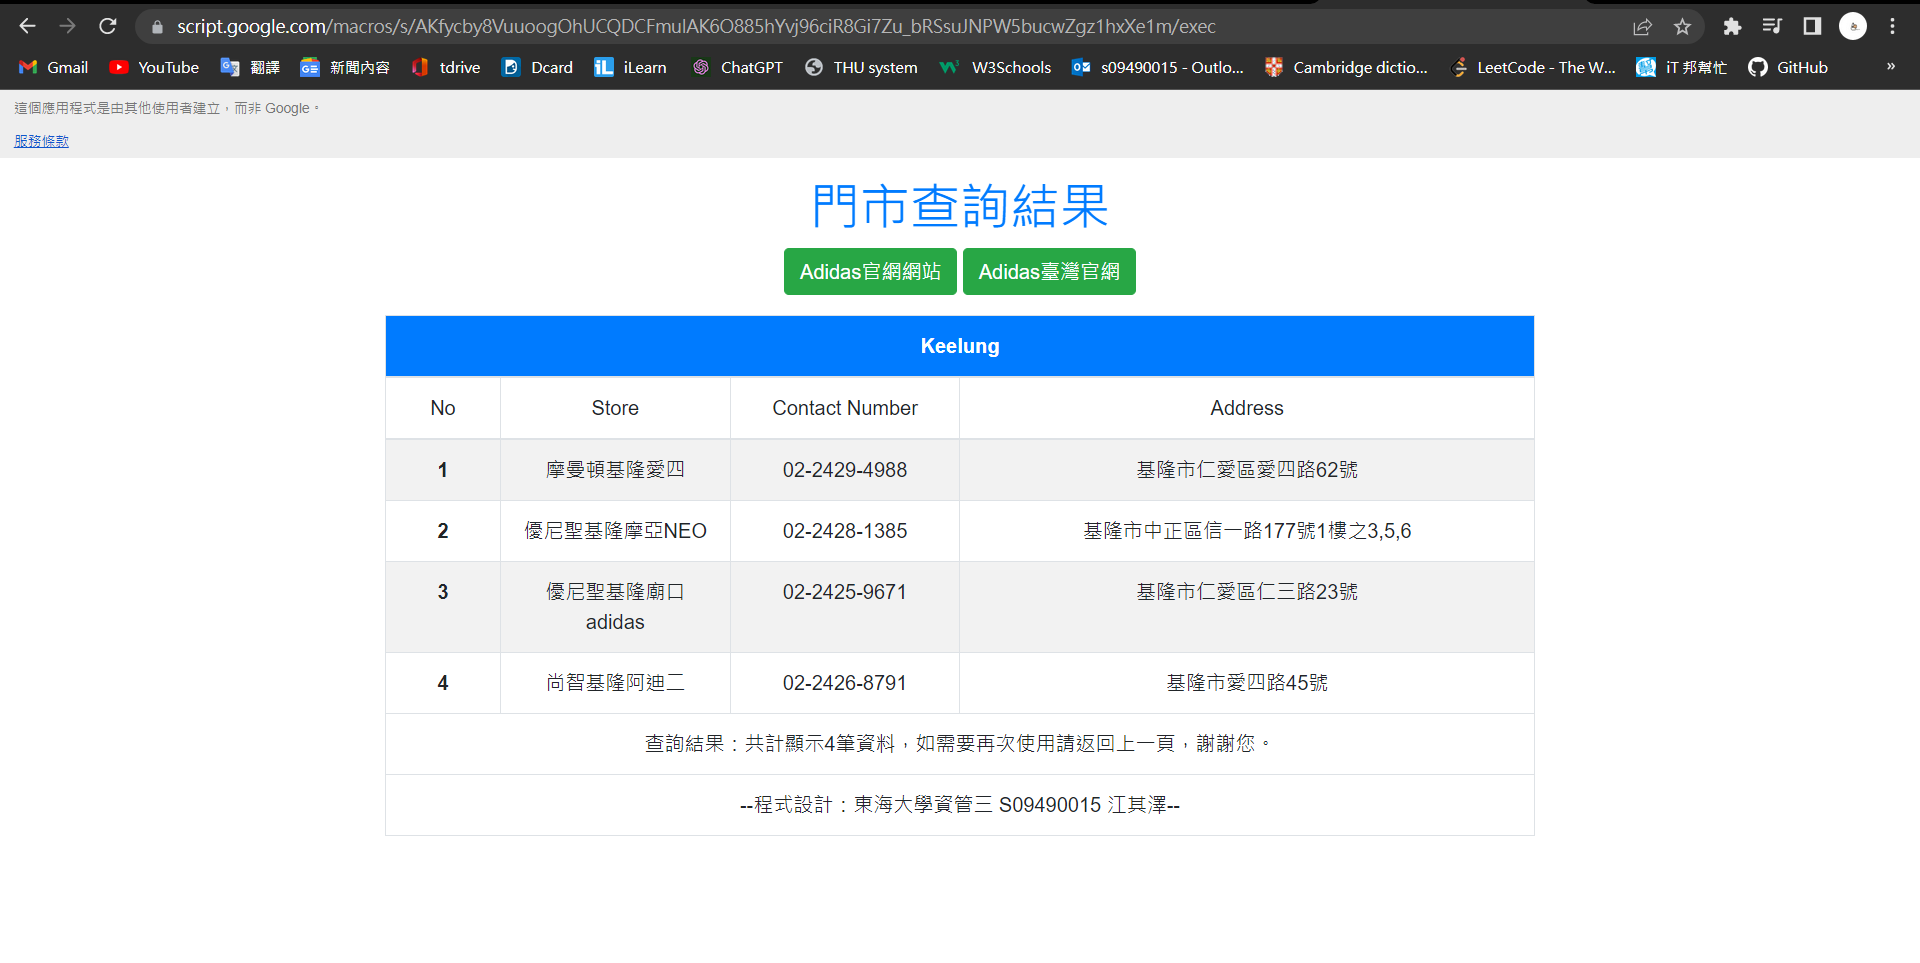 script.google.com/macros/s/AKfycby8VuuoogOhUCQDCFmulAK6O885hYvj96ciR8Gi7Zu_bRSsuJNPW5bucwZgz1hxXe1m/exec
Gmail YouTube 翻譯 新聞內容 tdrive Dcard iLearn ChatGPT THU system W3Schools s09490015 - Outlo... Cambridge dictio... LeetCode - The W... iT 邦幫忙 GitHub »
這個應用程式是由其他使用者建立，而非 Google。
服務條款
門市查詢結果
Adidas官網網站 Adidas臺灣官網
Keelung
No Store Contact Number Address
1 摩曼頓基隆愛四 02-2429-4988 基隆市仁愛區愛四路62號
2 優尼聖基隆摩亞NEO 02-2428-1385 基隆市中正區信一路177號1樓之3,5,6
3 優尼聖基隆廟口 02-2425-9671 基隆市仁愛區仁三路23號
adidas
4 尚智基隆阿迪二 02-2426-8791 基隆市愛四路45號
查詢結果：共計顯示4筆資料，如需要再次使用請返回上一頁，謝謝您。
--程式設計：東海大學資管三 S09490015 江其澤--